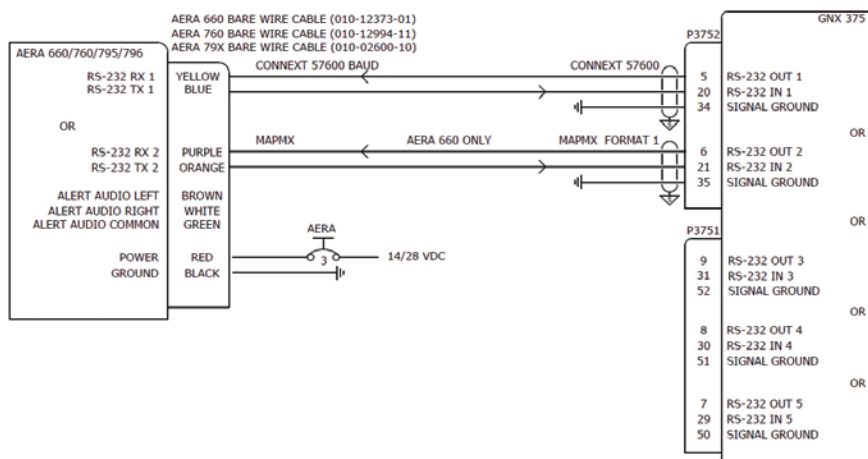 AERA 660 BARE WIRE CABLE (010-12373-01)
AERA 760 BARE WIRE CABLE (010-12994-11)
AERA 79X BARE WIRE CABLE (010-02600-10)
GNX 375
P3752
AERA 660/760/795/796
CONNEXT 57600 BAUD
CONNEXT 57600
RS-232 RX 1 YELLOW
RS-232 TX 1 BLUE
5 RS-232 OUT 1
20 RS-232 IN 1
34 SIGNAL GROUND
OR
OR
MAPMX
AERA 660 ONLY
MAPMX FORMAT 1
RS-232 RX 2 PURPLE
RS-232 TX 2 ORANGE
6 RS-232 OUT 2
21 RS-232 IN 2
35 SIGNAL GROUND
ALERT AUDIO LEFT BROWN
ALERT AUDIO RIGHT WHITE
ALERT AUDIO COMMON GREEN
OR
AERA
P3751
POWER RED
3
14/28 VDC
GROUND BLACK
9 RS-232 OUT 3
31 RS-232 IN 3
52 SIGNAL GROUND
OR
8 RS-232 OUT 4
30 RS-232 IN 4
51 SIGNAL GROUND
OR
7 RS-232 OUT 5
29 RS-232 IN 5
50 SIGNAL GROUND